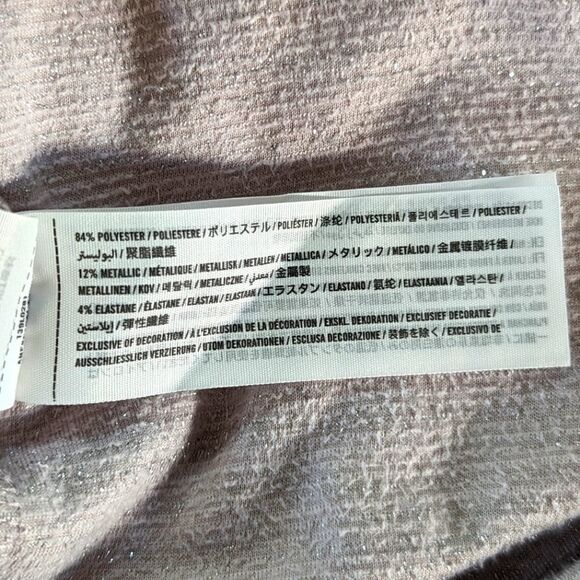 84% POLYESTER / POLIESTERE / ポリエステル / POLIÉSTER / 涤纶 / POLYESTERIÄ / 폴리에스테르 / POLIESTER /
البوليستر / 聚脂纖維
12% METALLIC / MÉTALLIQUE / METALLISK / METALLEN / METALLICA / メタリック / METÁLICO / 金属镀膜纤维 /
METALLINEN / KOV / 메탈릭 / METALICZNE / معدني / 金屬製
4% ELASTANE / ÉLASTANE / ELASTAN / ELASTAAN / エラスタン / ELASTANO / 氨纶 / ELASTAANIA / 엘라스탄 /
إيلاستين / 彈性纖維
EXCLUSIVE OF DECORATION / À L'EXCLUSION DE LA DÉCORATION / EKSKL. DEKORATION / EXCLUSIEF DECORATIE /
AUSSCHLIESSLICH VERZIERUNG / UTOM DEKORATIONEN / ESCLUSA DECORAZIONE / 装飾を除く / EXCLUSIVO DE